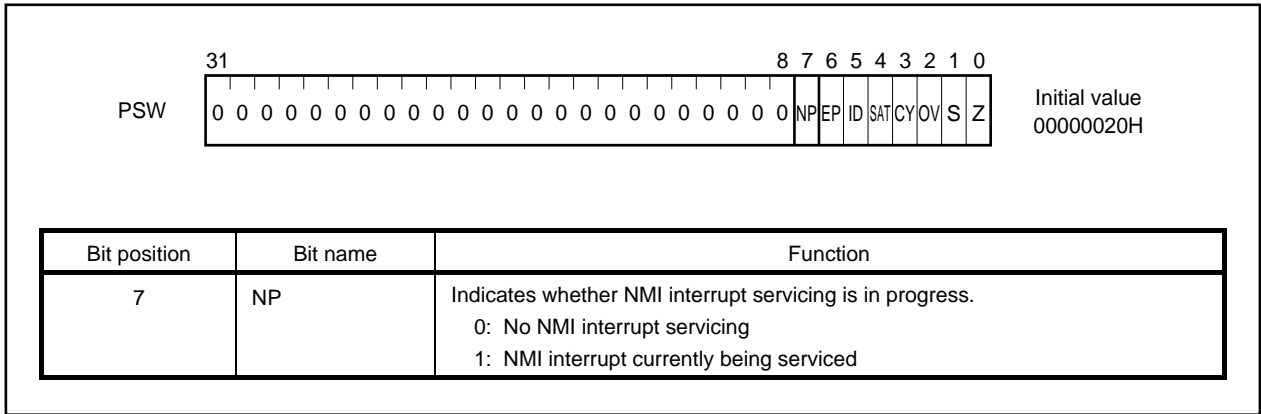 31 8 7 6 5 4 3 2 1 0
PSW 0 0 0 0 0 0 0 0 0 0 0 0 0 0 0 0 0 0 0 0 0 0 0 0 NP EP ID SAT CY OV S Z Initial value
00000020H
Bit position Bit name Function
7 NP Indicates whether NMI interrupt servicing is in progress.
0: No NMI interrupt servicing
1: NMI interrupt currently being serviced